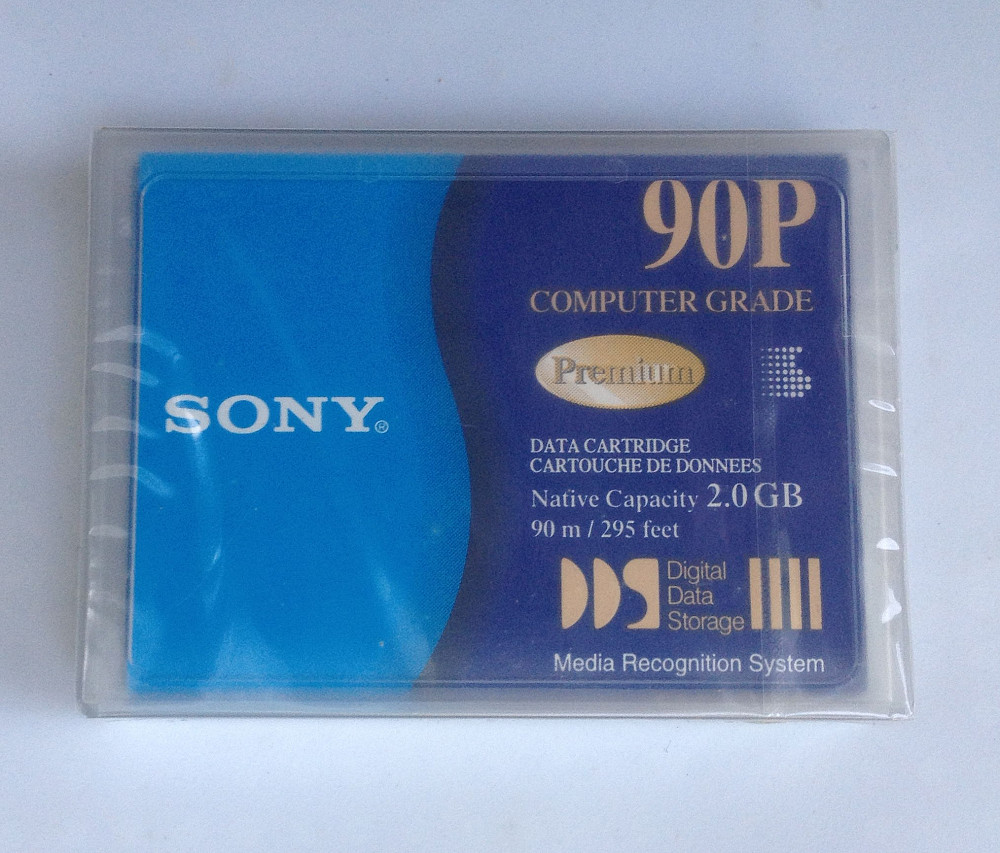 90P
COMPUTER GRADE
Premium
SONY®
DATA CARTRIDGE
CARTOUCHE DE DONNEES
Native Capacity 2.0 GB
90 m / 295 feet
DDS Digital
Data
Storage
Media Recognition System